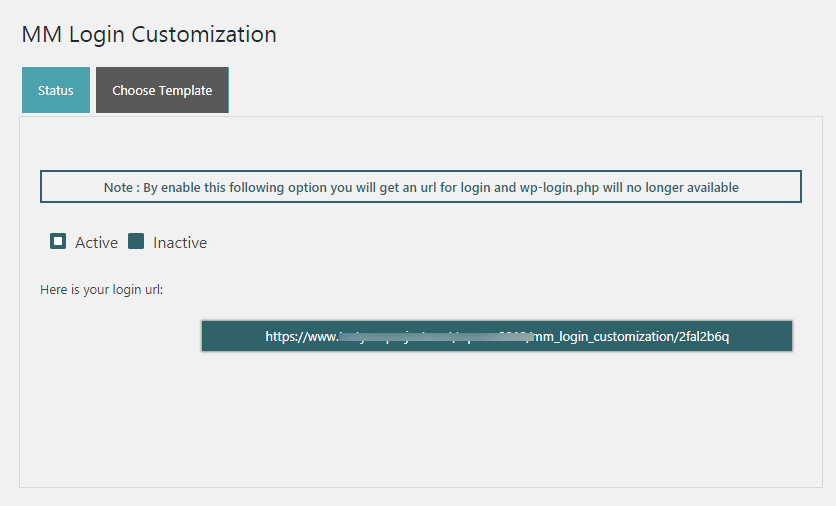 MM Login Customization
Status
Choose Template
Note : By enable this following option you will get an url for login and wp-login.php will no longer available
Active
Inactive
Here is your login url:
https://www. mm_login_customization/2fal2b6q